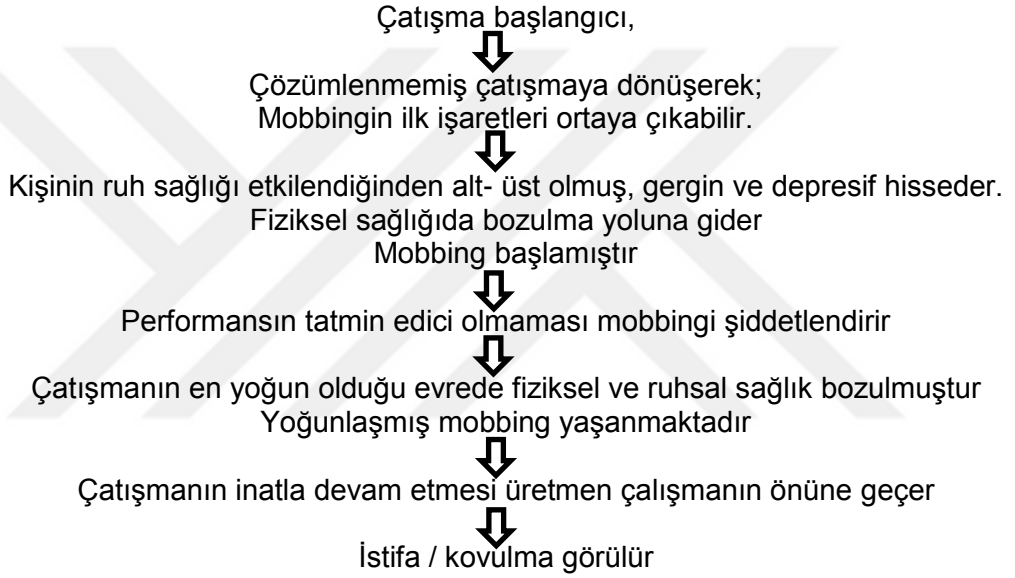 Çatışma başlangıcı,
Çözümlenmemiş çatışmaya dönüşerek;
Mobbingin ilk işaretleri ortaya çıkabilir.
Kişinin ruh sağlığı etkilendiğinden alt- üst olmuş, gergin ve depresif hisseder.
Fiziksel sağlığıda bozulma yoluna gider
Mobbing başlamıştır
Performansın tatmin edici olmaması mobbingi şiddetlendirir
Çatışmanın en yoğun olduğu evrede fiziksel ve ruhsal sağlık bozulmuştur
Yoğunlaşmış mobbing yaşanmaktadır
Çatışmanın inatla devam etmesi üretmen çalışmanın önüne geçer
İstifa / kovulma görülür